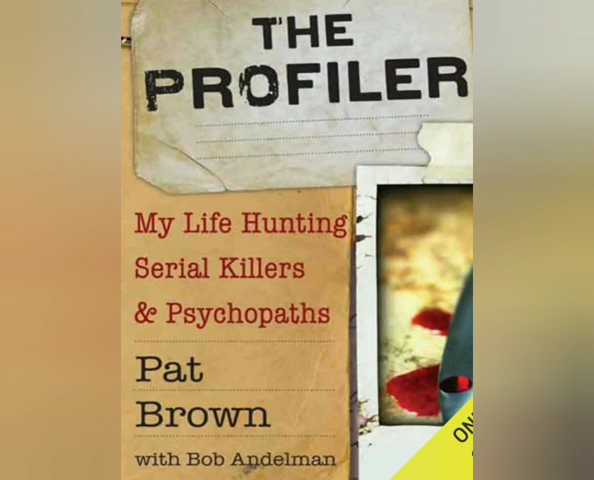 THE
PROFILER
My Life Hunting
Serial Killers
& Psychopaths
Pat
Brown
with Bob Andelman